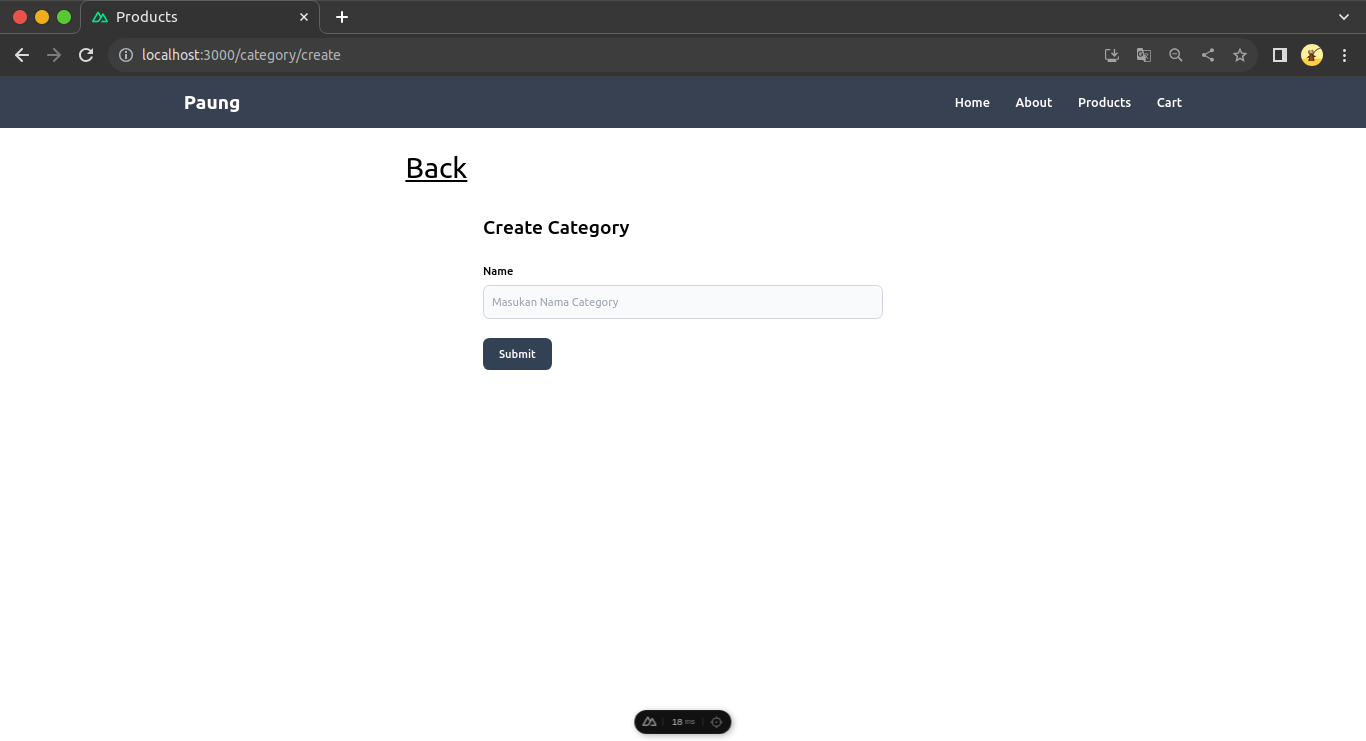 Products
localhost:3000/category/create
Paung
Home About Products Cart
Back
Create Category
Name
Masukan Nama Category
Submit
18 ms